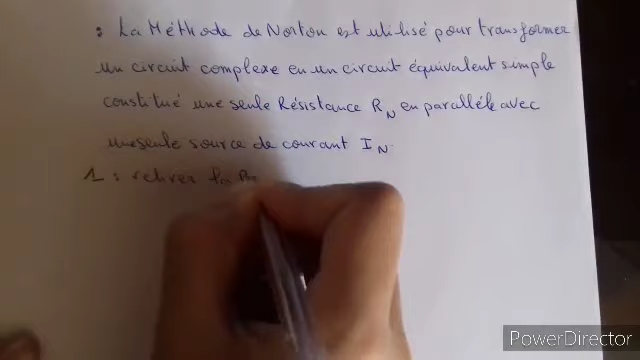 : La Méthode de Norton est utilisé pour transformer
un circuit complexe en un circuit équivalent simple
constitué une seule Résistance RN en parallèle avec
une seule source de courant IN.
1 : retirer la
PowerDirector